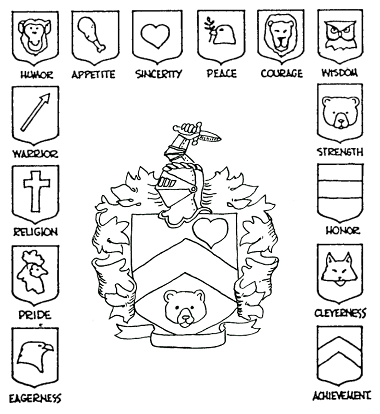 HUMOR APPETITE SINCERITY PEACE COURAGE WISDOM
WARRIOR STRENGTH
RELIGION HONOR
PRIDE CLEVERNESS
EAGERNESS ACHIEVEMENT